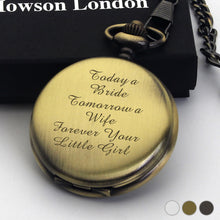 Howson London
Today a
Bride
Tomorrow a
Wife
Forever Your
Little Girl